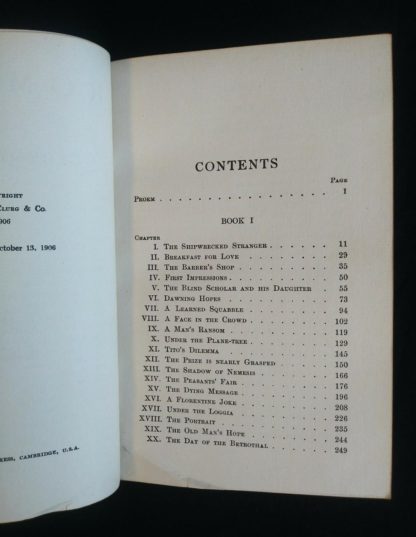 RIGHT
CLURG & CO.
906
ctober 13, 1906
RESS, CAMBRIDGE, U.S.A.
CONTENTS
PAGE
PROEM . . . . . . . . . . . . . . . . 1
BOOK I
CHAPTER
I. THE SHIPWRECKED STRANGER . . . . . . 11
II. BREAKFAST FOR LOVE . . . . . . . . 29
III. THE BARBER'S SHOP . . . . . . . . 35
IV. FIRST IMPRESSIONS . . . . . . . . 50
V. THE BLIND SCHOLAR AND HIS DAUGHTER . . 55
VI. DAWNING HOPES . . . . . . . . . 73
VII. A LEARNED SQUABBLE . . . . . . . . 94
VIII. A FACE IN THE CROWD . . . . . . . 102
IX. A MAN'S RANSOM . . . . . . . . . 119
X. UNDER THE PLANE-TREE . . . . . . . 129
XI. TITO'S DILEMMA . . . . . . . . . 145
XII. THE PRIZE IS NEARLY GRASPED . . . . . 150
XIII. THE SHADOW OF NEMESIS . . . . . . . 166
XIV. THE PEASANTS' FAIR . . . . . . . . 176
XV. THE DYING MESSAGE . . . . . . . . 196
XVI. A FLORENTINE JOKE . . . . . . . . 208
XVII. UNDER THE LOGGIA . . . . . . . . 226
XVIII. THE PORTRAIT . . . . . . . . . 235
XIX. THE OLD MAN'S HOPE . . . . . . . . 244
XX. THE DAY OF THE BETROTHAL . . . . . . 249